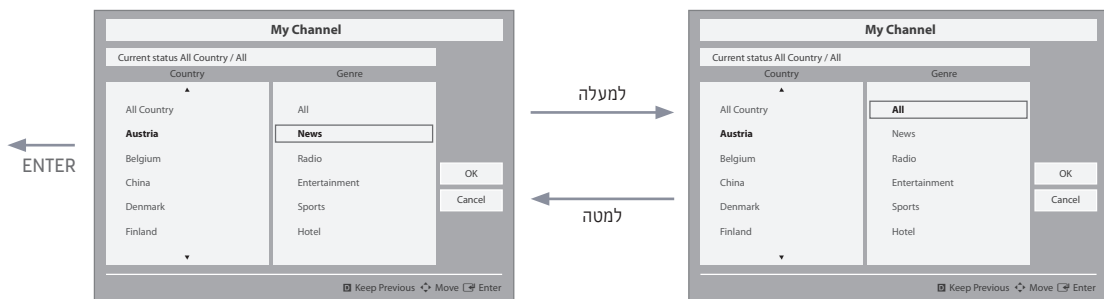 My Channel
Current status All Country / All
Country Genre
All Country All
Austria News
Belgium Radio
China Entertainment
Denmark Sports
Finland Hotel
OK
Cancel
D Keep Previous Move Enter
ENTER
למעלה
למטה
My Channel
Current status All Country / All
Country Genre
All Country All
Austria News
Belgium Radio
China Entertainment
Denmark Sports
Finland Hotel
OK
Cancel
D Keep Previous Move Enter